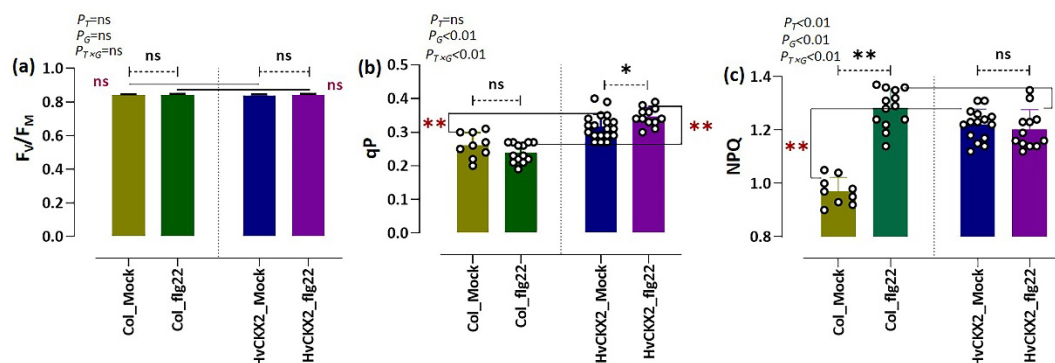 P_T=ns
P_G=ns
P_T×G=ns
(a)
ns
ns
ns
ns
1.0
0.8
0.6
0.4
0.2
0.0
F_V/F_M
Col_Mock
Col_flg22
HvCKX2_Mock
HvCKX2_flg22
P_T=ns
P_G<0.01
P_T×G<0.01
(b)
ns
*
**
**
0.5
0.4
0.3
0.2
0.1
0.0
qP
Col_Mock
Col_flg22
HvCKX2_Mock
HvCKX2_flg22
P_T<0.01
P_G<0.01
P_T×G<0.01
(c)
**
ns
**
1.4
1.2
1.0
0.8
NPQ
Col_Mock
Col_flg22
HvCKX2_Mock
HvCKX2_flg22